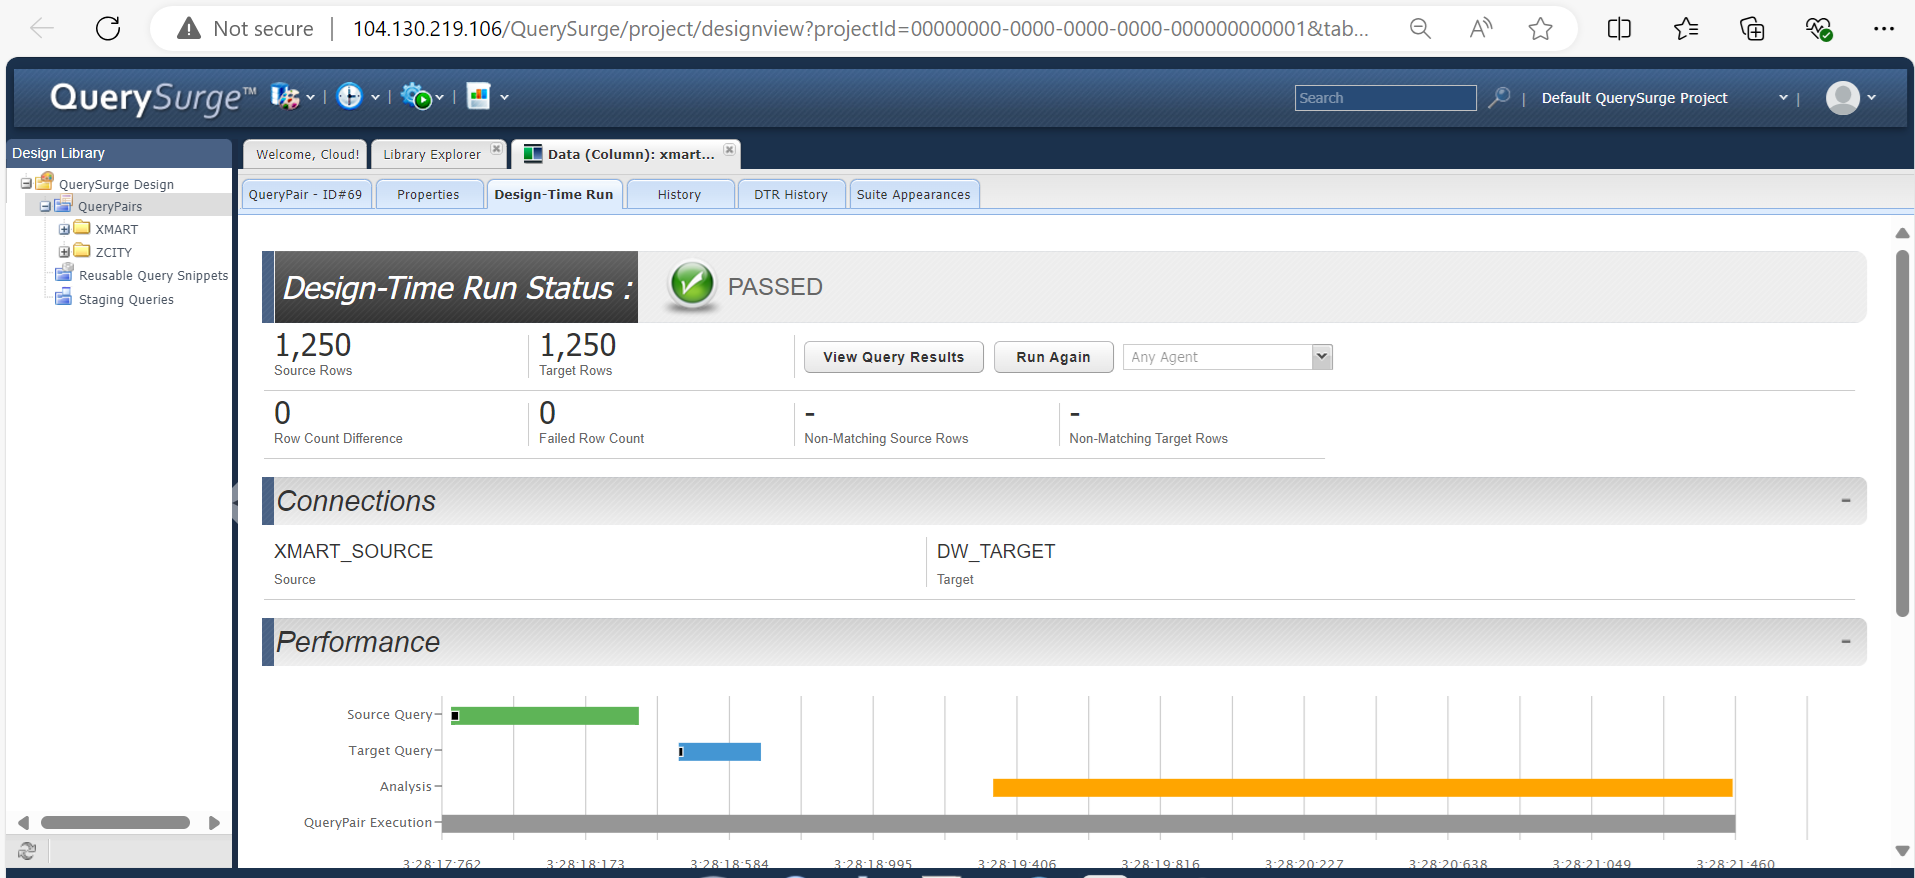 Not secure
104.130.219.106/QuerySurge/project/designview?projectId=00000000-0000-0000-0000-000000000001&tab...
QuerySurge™
Search
Default QuerySurge Project
Design Library
QuerySurge Design
QueryPairs
XMART
ZCITY
Reusable Query Snippets
Staging Queries
Welcome, Cloud!
Library Explorer
Data (Column): xmart...
QueryPair - ID#69
Properties
Design-Time Run
History
DTR History
Suite Appearances
Design-Time Run Status :
PASSED
1,250
Source Rows
1,250
Target Rows
View Query Results
Run Again
Any Agent
0
Row Count Difference
0
Failed Row Count
-
Non-Matching Source Rows
-
Non-Matching Target Rows
Connections
-
XMART_SOURCE
Source
DW_TARGET
Target
Performance
-
Source Query
Target Query
Analysis
QueryPair Execution
3:28:17:762 3:28:18:173 3:28:18:584 3:28:18:995 3:28:19:406 3:28:19:816 3:28:20:227 3:28:20:638 3:28:21:049 3:28:21:460